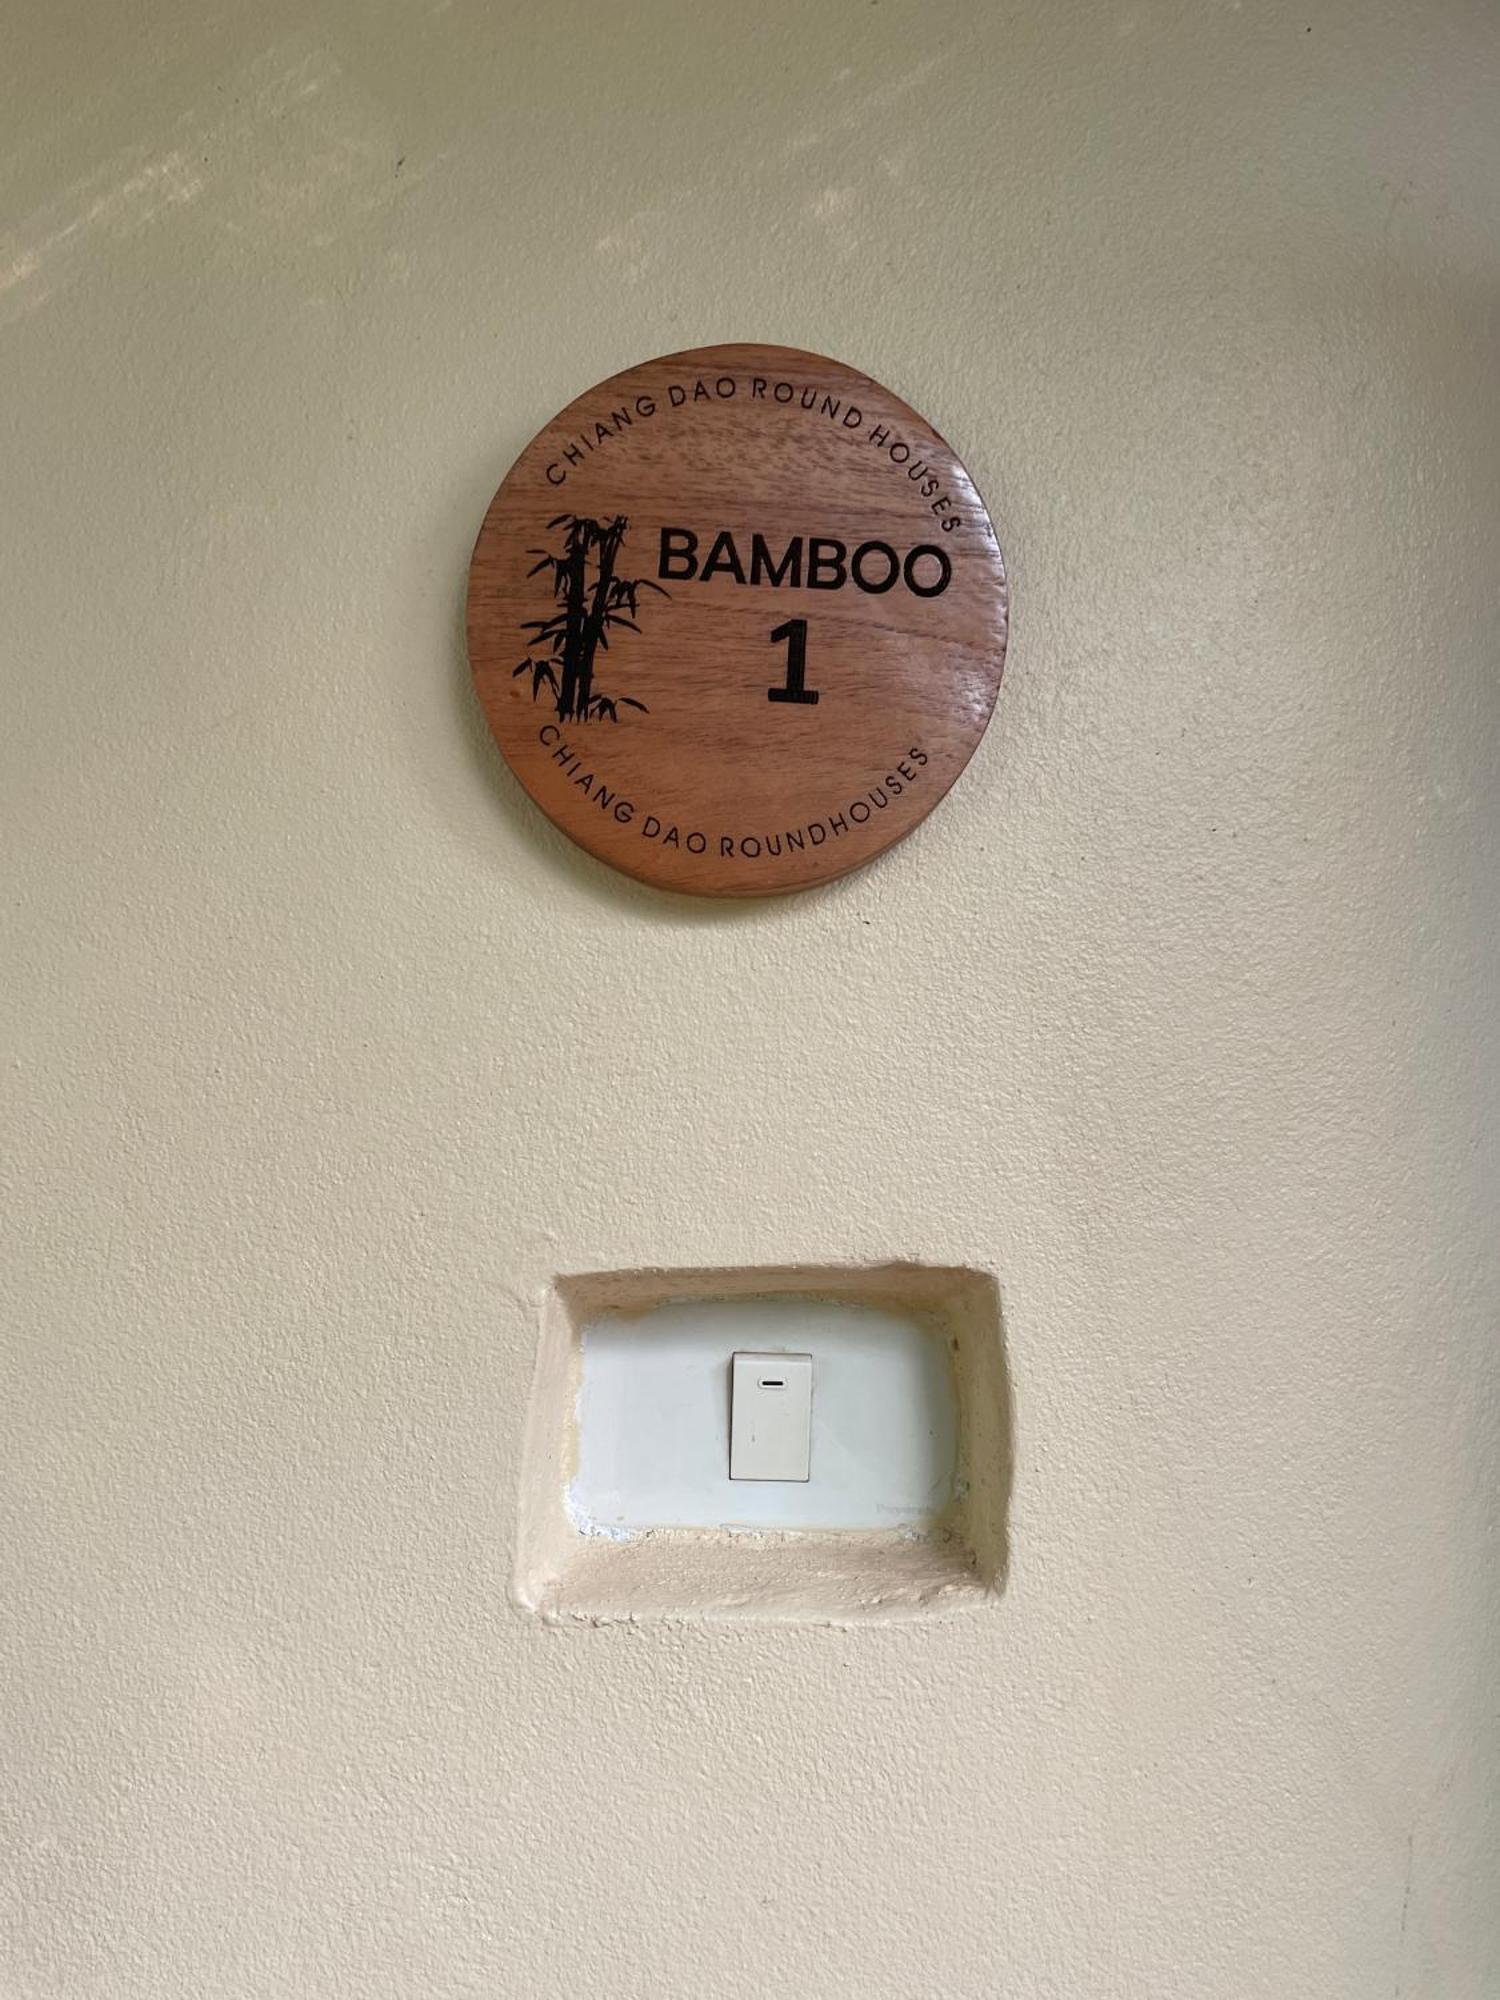 CHIANG DAO ROUND HOUSES
BAMBOO
1
CHIANG DAO ROUNDHOUSES